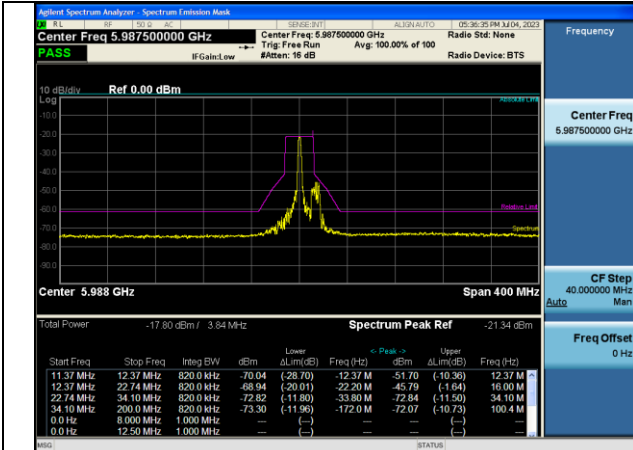 Agilent Spectrum Analyzer - Spectrum Emission Mask
RL RF 50 Ω AC SENSE:INT ALIGN AUTO 05:36:35 PM Jul 04, 2023
Center Freq 5.987500000 GHz
Center Freq: 5.987500000 GHz
Radio Std: None
PASS
IFGain:Low
Trig: Free Run Avg: 100.00% of 100
#Atten: 16 dB
Radio Device: BTS
10 dB/div Ref 0.00 dBm
Log
Absolute Limit
-10.0
-20.0
-30.0
-40.0
-50.0
-60.0
Relative Limit
-70.0
Spectrum
-80.0
-90.0
Center 5.988 GHz Span 400 MHz
Total Power -17.80 dBm / 3.84 MHz Spectrum Peak Ref -21.34 dBm
Lower <- Peak -> Upper
Start Freq Stop Freq Integ BW dBm ΔLim(dB) Freq (Hz) dBm ΔLim(dB) Freq (Hz)
11.37 MHz 12.37 MHz 820.0 kHz -70.04 (-28.70) -12.37 M -51.70 (-10.36) 12.37 M
12.37 MHz 22.74 MHz 820.0 kHz -68.94 (-20.01) -22.20 M -45.79 (-1.64) 16.00 M
22.74 MHz 34.10 MHz 820.0 kHz -72.82 (-11.80) -33.80 M -72.84 (-11.50) 34.10 M
34.10 MHz 200.0 MHz 820.0 kHz -73.30 (-11.96) -172.0 M -72.07 (-10.73) 100.4 M
0.0 Hz 8.000 MHz 1.000 MHz --- (---) --- --- (---) ---
0.0 Hz 12.50 MHz 1.000 MHz --- (---) --- --- (---) ---
MSG STATUS
Frequency
Center Freq
5.987500000 GHz
CF Step
40.000000 MHz
Auto Man
Freq Offset
0 Hz